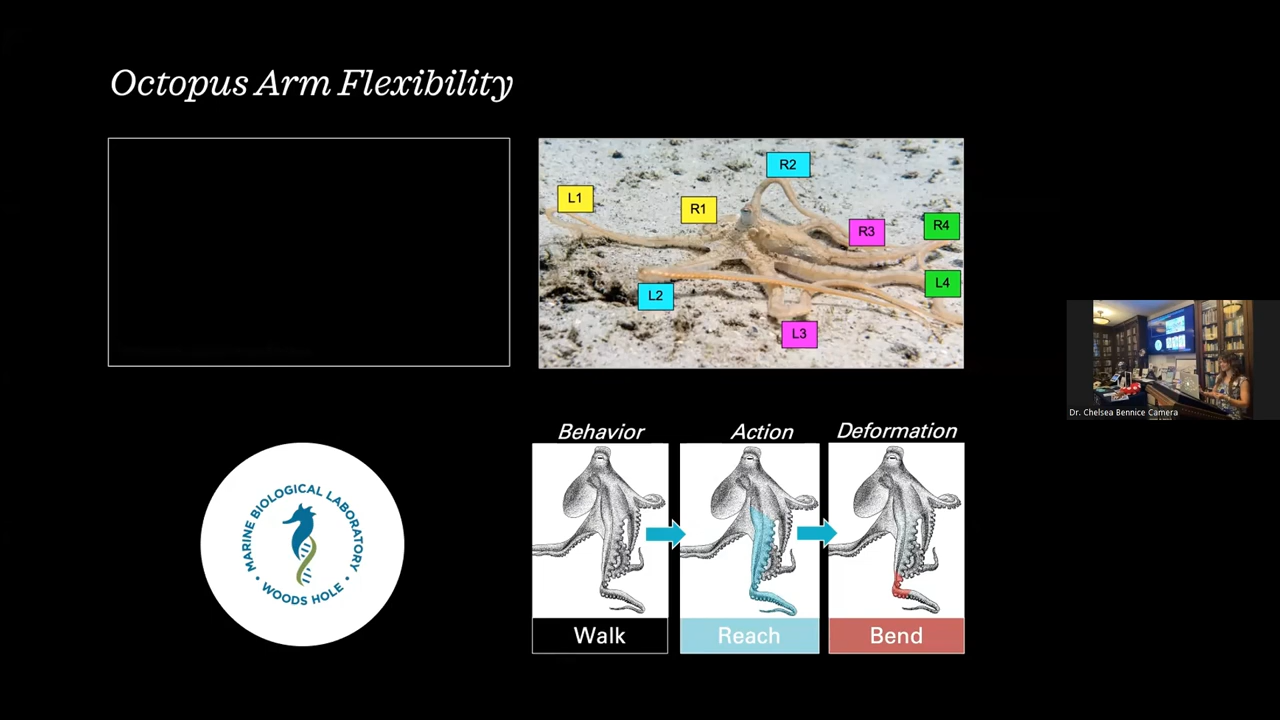 Octopus Arm Flexibility
L1
R1
R2
R3
R4
L2
L3
L4
Behavior
Action
Deformation
Walk
Reach
Bend
MARINE BIOLOGICAL LABORATORY
• WOODS HOLE •
Dr. Chelsea Bennice Camera